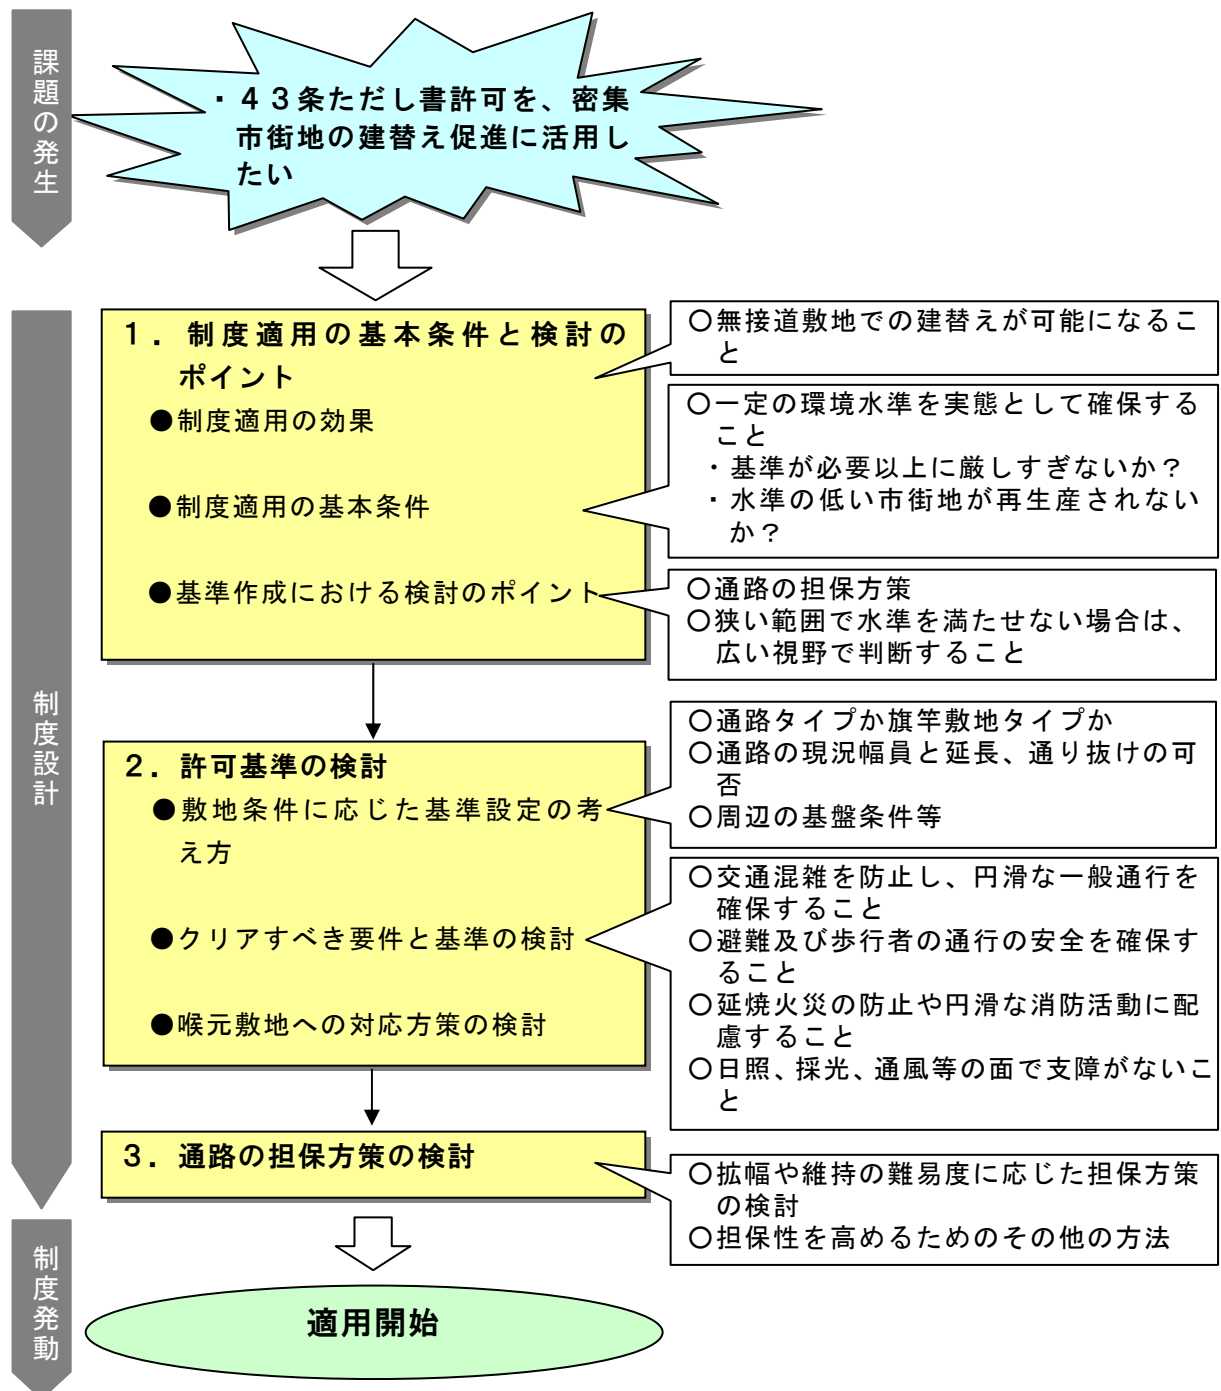 課題の発生
・４３条ただし書許可を、密集
市街地の建替え促進に活用し
たい
制度設計
１．制度適用の基本条件と検討の
ポイント
●制度適用の効果
●制度適用の基本条件
●基準作成における検討のポイント
〇無接道敷地での建替えが可能になるこ
と
〇一定の環境水準を実態として確保する
こと
・基準が必要以上に厳しすぎないか？
・水準の低い市街地が再生産されない
か？
〇通路の担保方策
〇狭い範囲で水準を満たせない場合は、
広い視野で判断すること
２．許可基準の検討
●敷地条件に応じた基準設定の考
え方
●クリアすべき要件と基準の検討
●喉元敷地への対応方策の検討
〇通路タイプか旗竿敷地タイプか
〇通路の現況幅員と延長、通り抜けの可
否
〇周辺の基盤条件等
〇交通混雑を防止し、円滑な一般通行を
確保すること
〇避難及び歩行者の通行の安全を確保す
ること
〇延焼火災の防止や円滑な消防活動に配
慮すること
〇日照、採光、通風等の面で支障がないこ
と
３．通路の担保方策の検討
〇拡幅や維持の難易度に応じた担保方策
の検討
〇担保性を高めるためのその他の方法
制度発動
適用開始